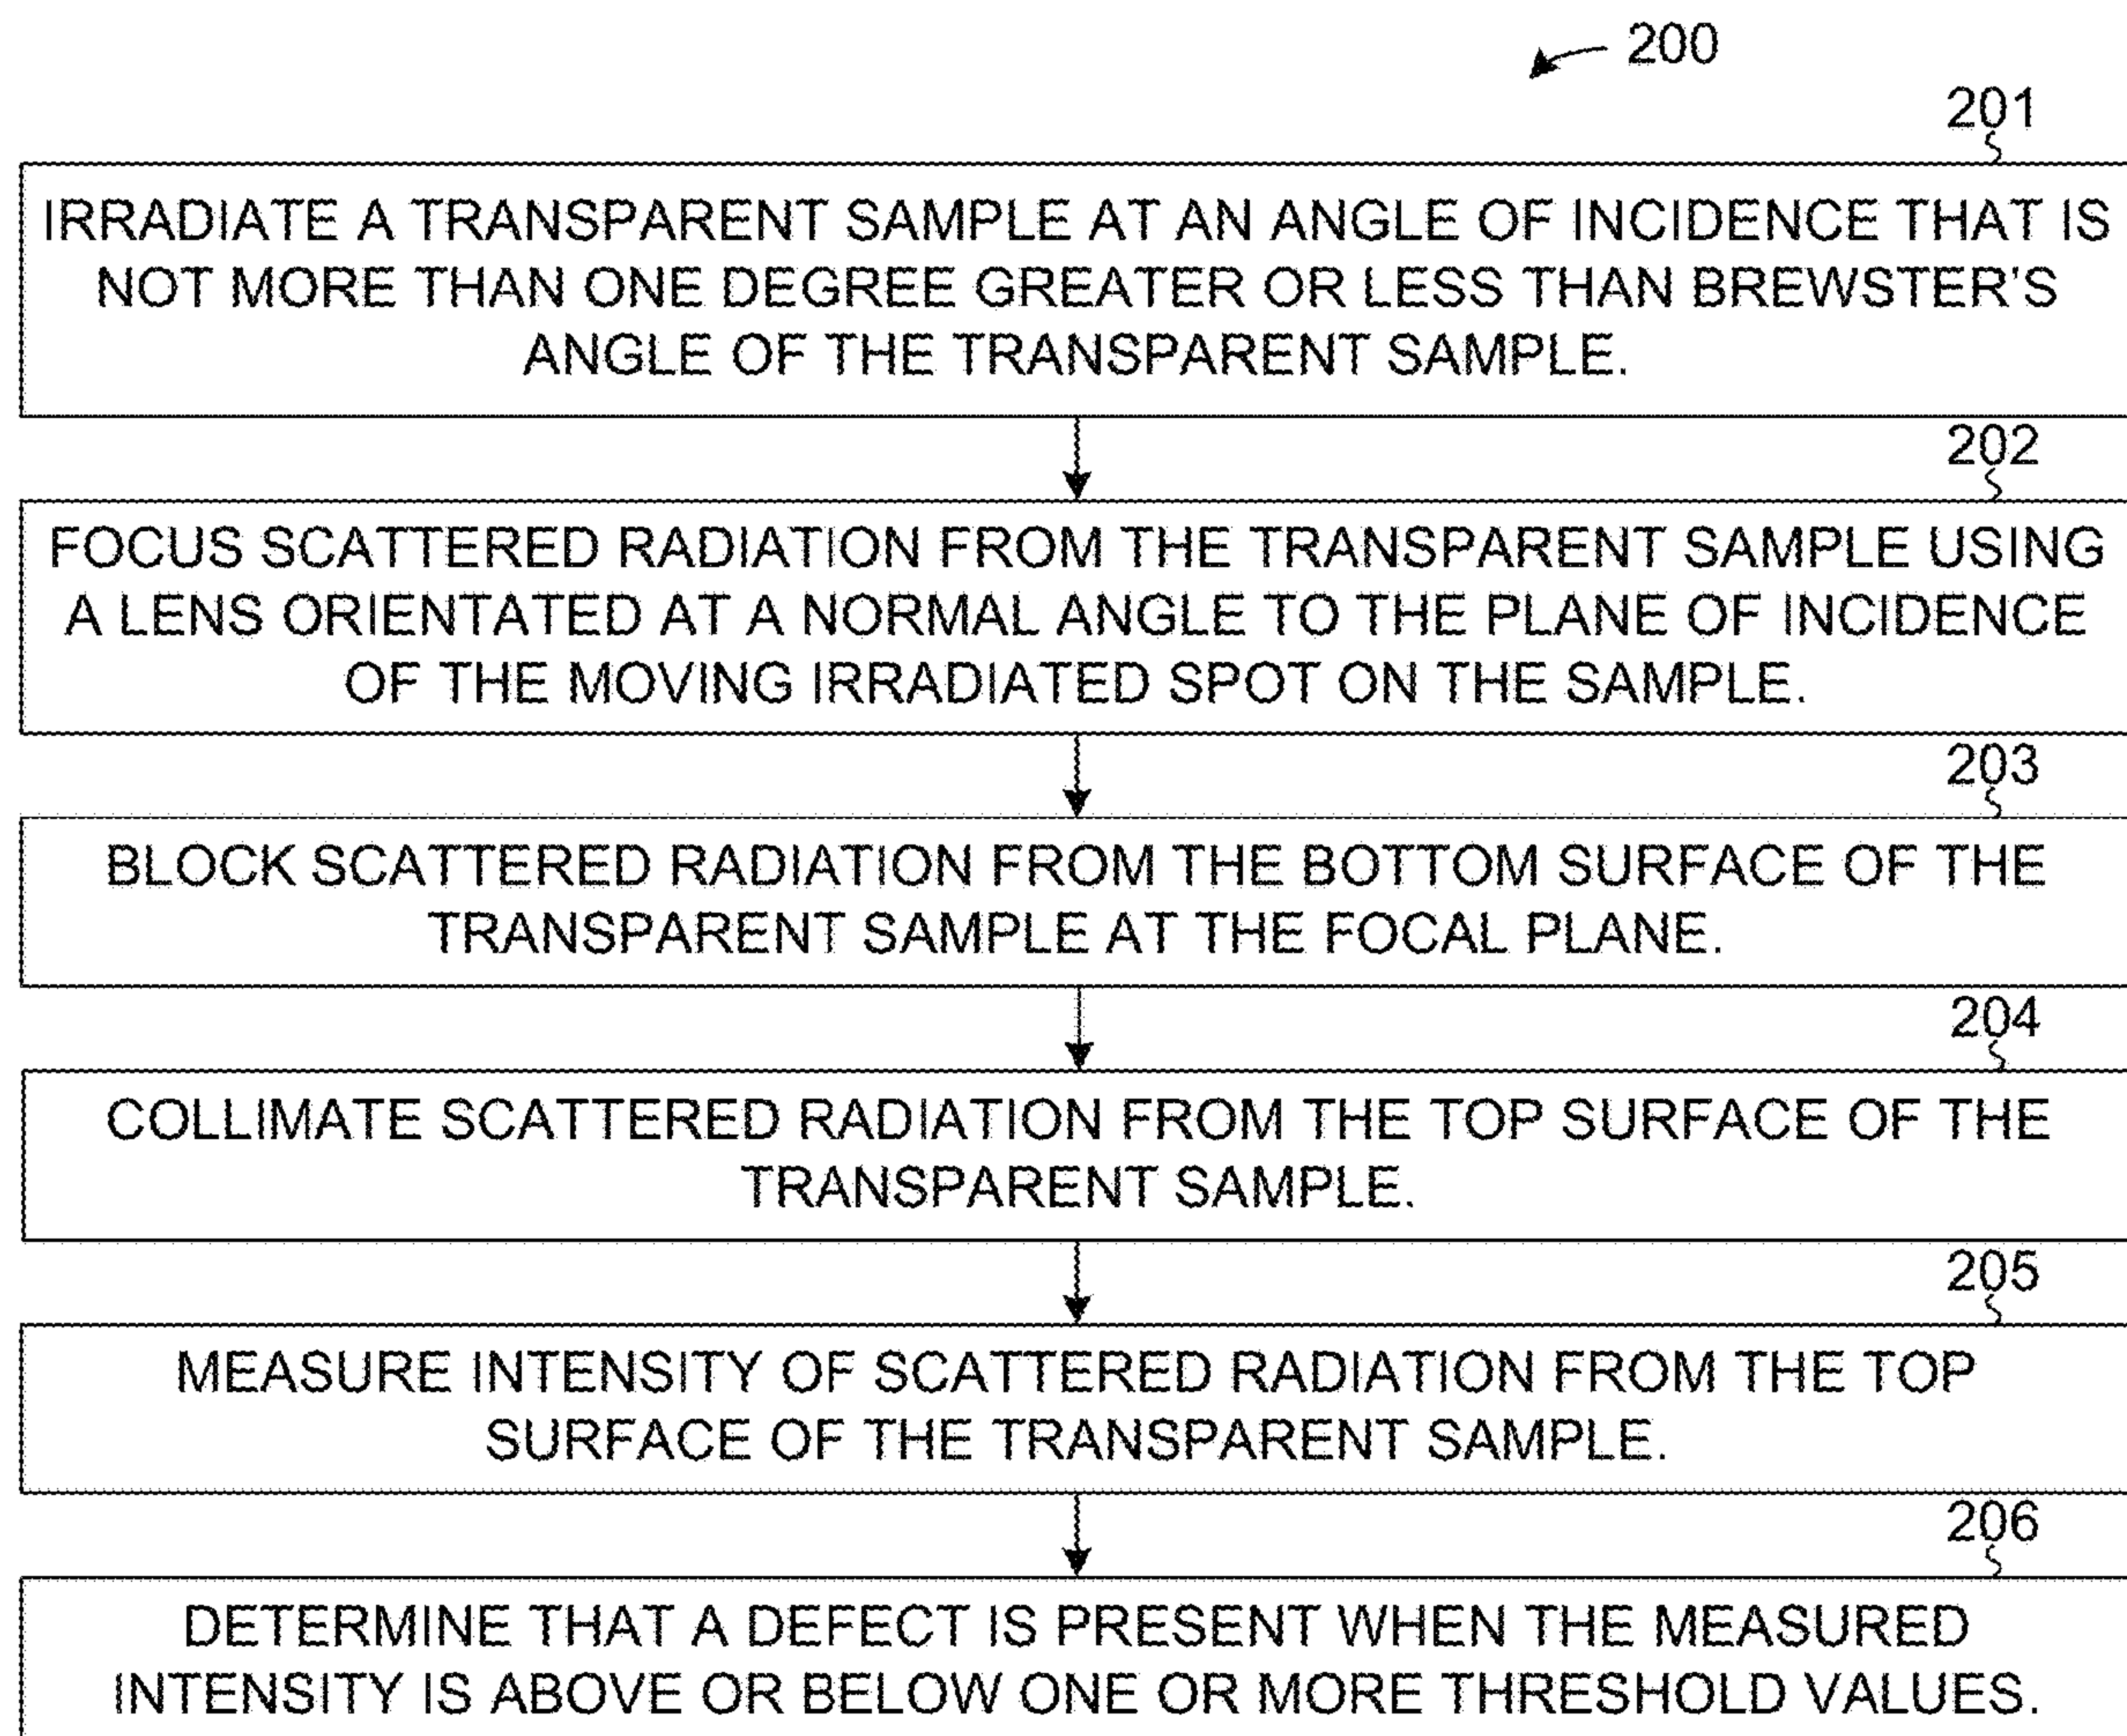 200
201
IRRADIATE A TRANSPARENT SAMPLE AT AN ANGLE OF INCIDENCE THAT IS
NOT MORE THAN ONE DEGREE GREATER OR LESS THAN BREWSTER'S
ANGLE OF THE TRANSPARENT SAMPLE.
202
FOCUS SCATTERED RADIATION FROM THE TRANSPARENT SAMPLE USING
A LENS ORIENTATED AT A NORMAL ANGLE TO THE PLANE OF INCIDENCE
OF THE MOVING IRRADIATED SPOT ON THE SAMPLE.
203
BLOCK SCATTERED RADIATION FROM THE BOTTOM SURFACE OF THE
TRANSPARENT SAMPLE AT THE FOCAL PLANE.
204
COLLIMATE SCATTERED RADIATION FROM THE TOP SURFACE OF THE
TRANSPARENT SAMPLE.
205
MEASURE INTENSITY OF SCATTERED RADIATION FROM THE TOP
SURFACE OF THE TRANSPARENT SAMPLE.
206
DETERMINE THAT A DEFECT IS PRESENT WHEN THE MEASURED
INTENSITY IS ABOVE OR BELOW ONE OR MORE THRESHOLD VALUES.